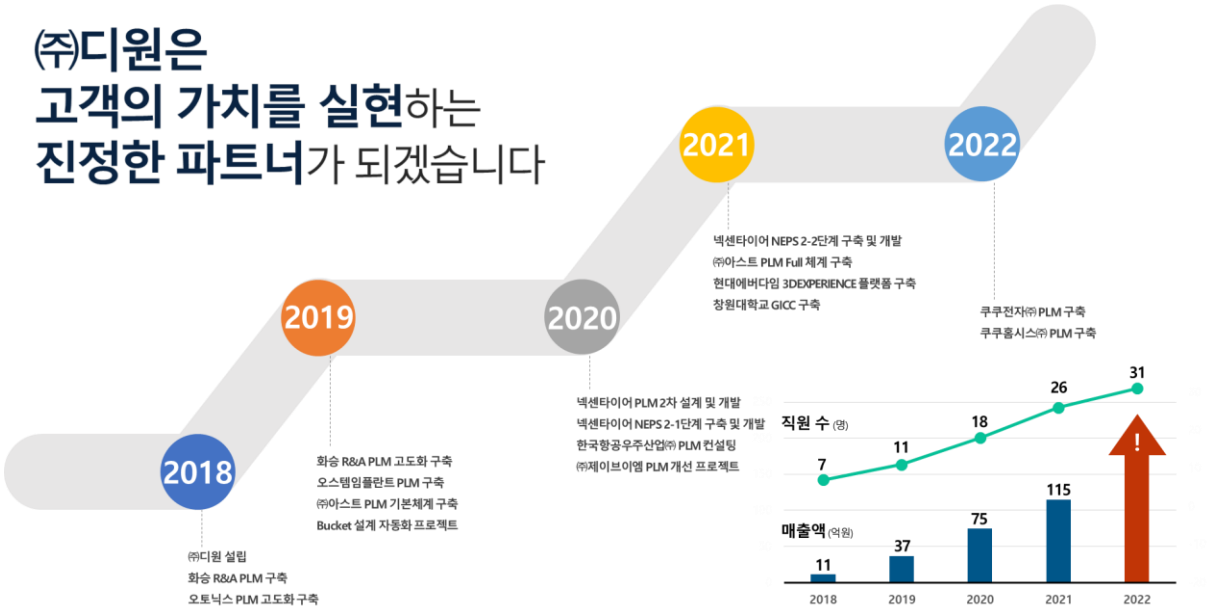 ㈜디원은
고객의 가치를 실현하는
진정한 파트너가 되겠습니다
2018
㈜디원 설립
화승 R&A PLM 구축
오토닉스 PLM 고도화 구축
2019
화승 R&A PLM 고도화 구축
오스템임플란트 PLM 구축
㈜아스트 PLM 기본체계 구축
Bucket 설계 자동화 프로젝트
2020
넥센타이어 PLM 2차 설계 및 개발
넥센타이어 NEPS 2-1단계 구축 및 개발
한국항공우주산업㈜ PLM 컨설팅
㈜제이브이엠 PLM 개선 프로젝트
2021
넥센타이어 NEPS 2-2단계 구축 및 개발
㈜아스트 PLM Full 체계 구축
현대에버다임 3DEXPERIENCE 플랫폼 구축
창원대학교 GICC 구축
2022
쿠쿠전자㈜ PLM 구축
쿠쿠홈시스㈜ PLM 구축
직원 수 (명)
7
11
18
26
31
매출액 (억원)
11
37
75
115
!
2018
2019
2020
2021
2022